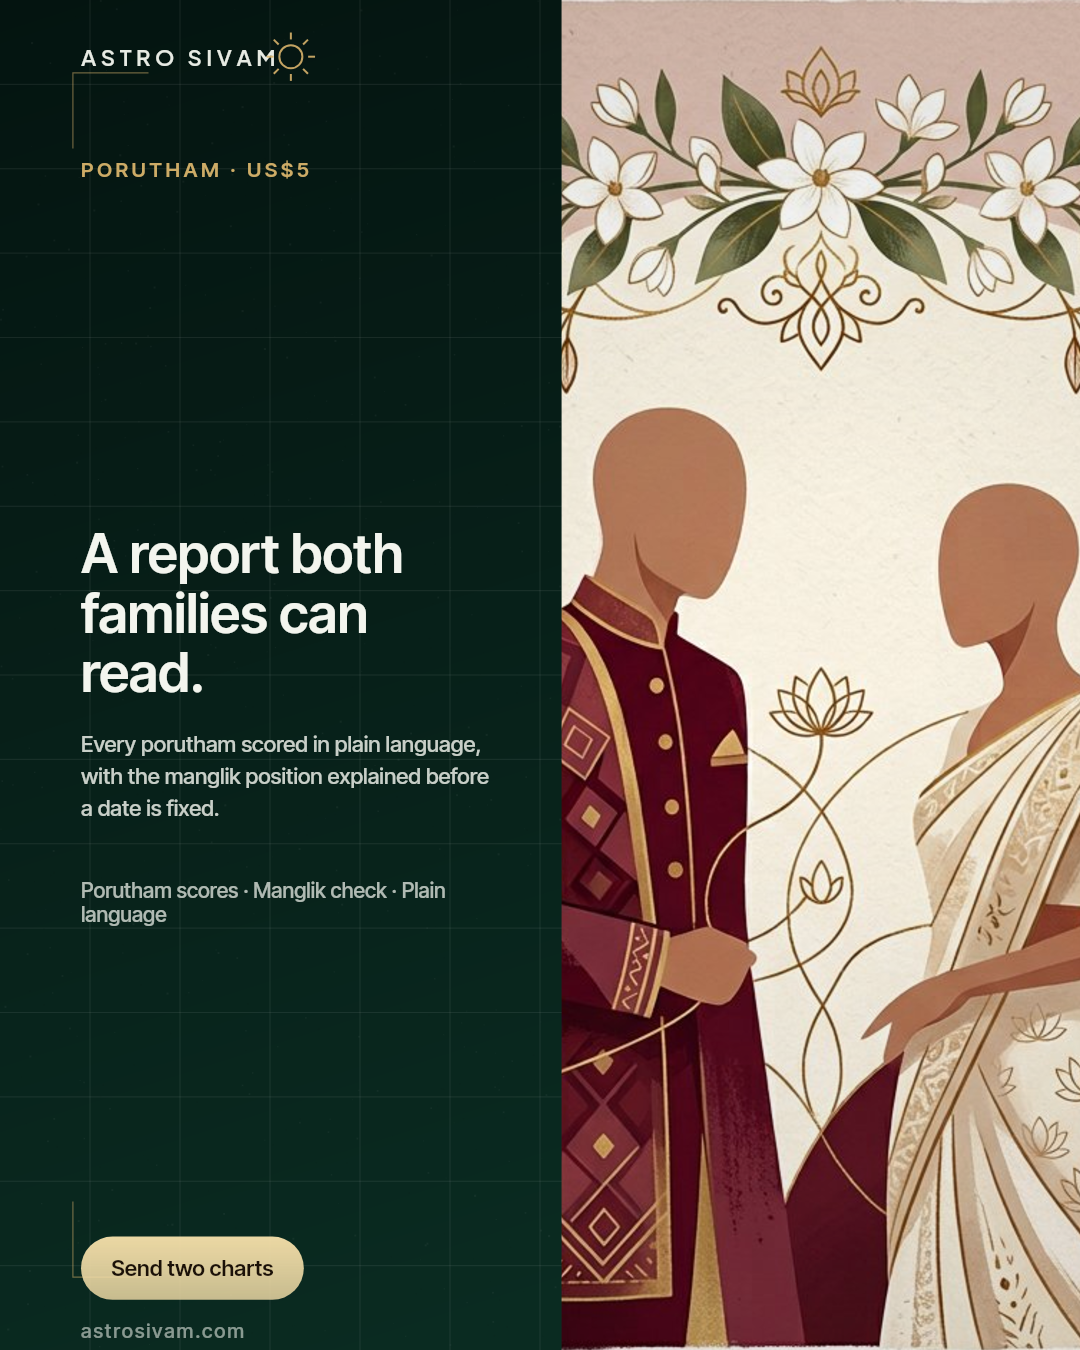 ASTRO SIVAM
PORUTHAM · US$5
A report both
families can
read.
Every porutham scored in plain language,
with the manglik position explained before
a date is fixed.
Porutham scores · Manglik check · Plain
language
Send two charts
astrosivam.com